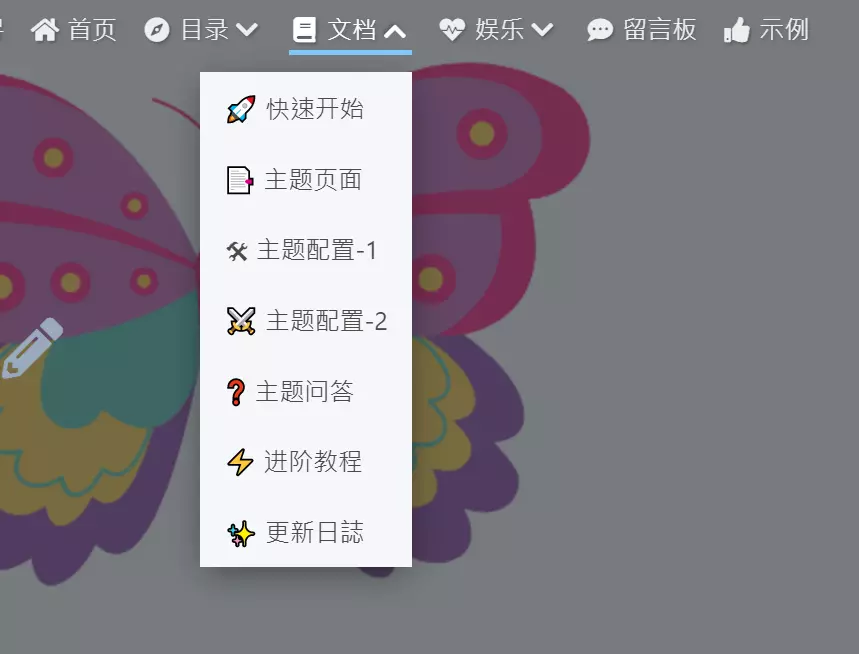 首页
目录
文档
娱乐
留言板
示例
快速开始
主题页面
主题配置-1
主题配置-2
主题问答
进阶教程
更新日誌